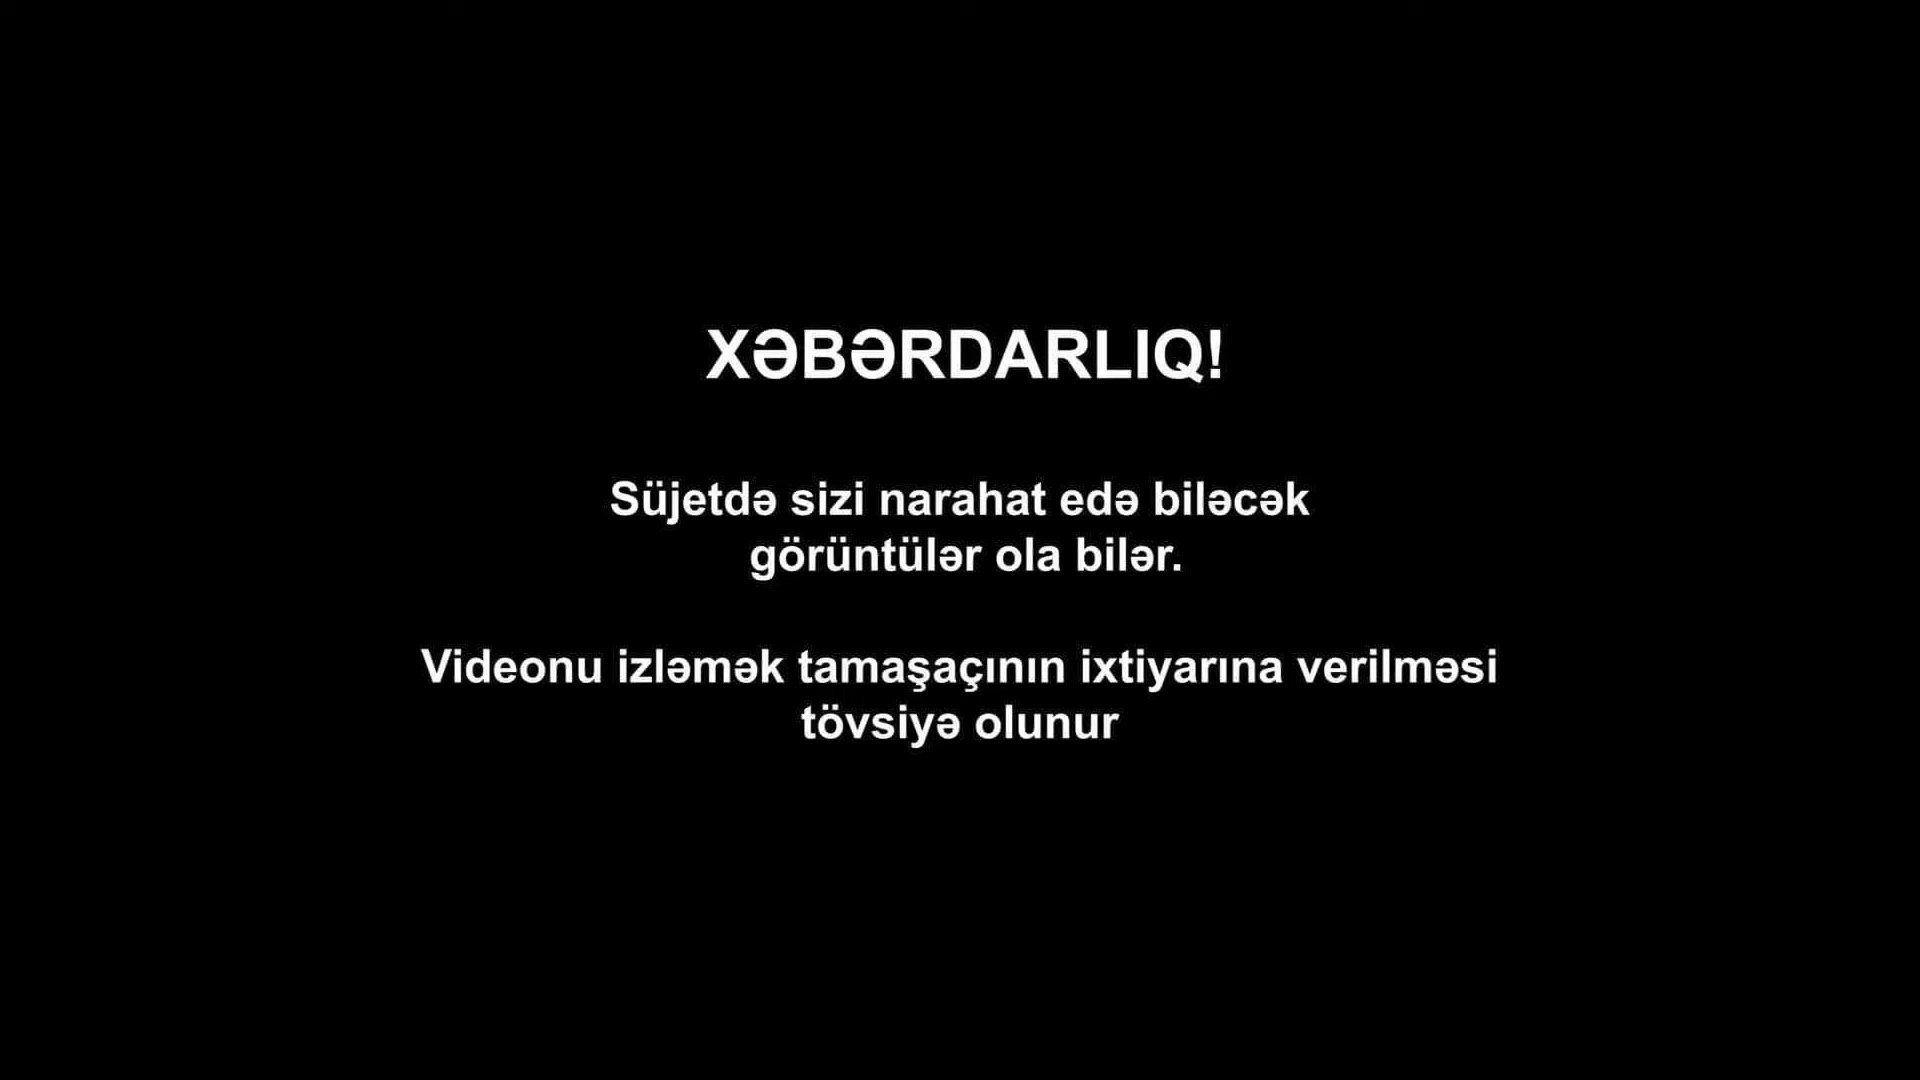 XƏBƏRDARLIQ!
Süjetdə sizi narahat edə biləcək
görüntülər ola bilər.
Videonu izləmək tamaşaçının ixtiyarına verilməsi
tövsiyə olunur